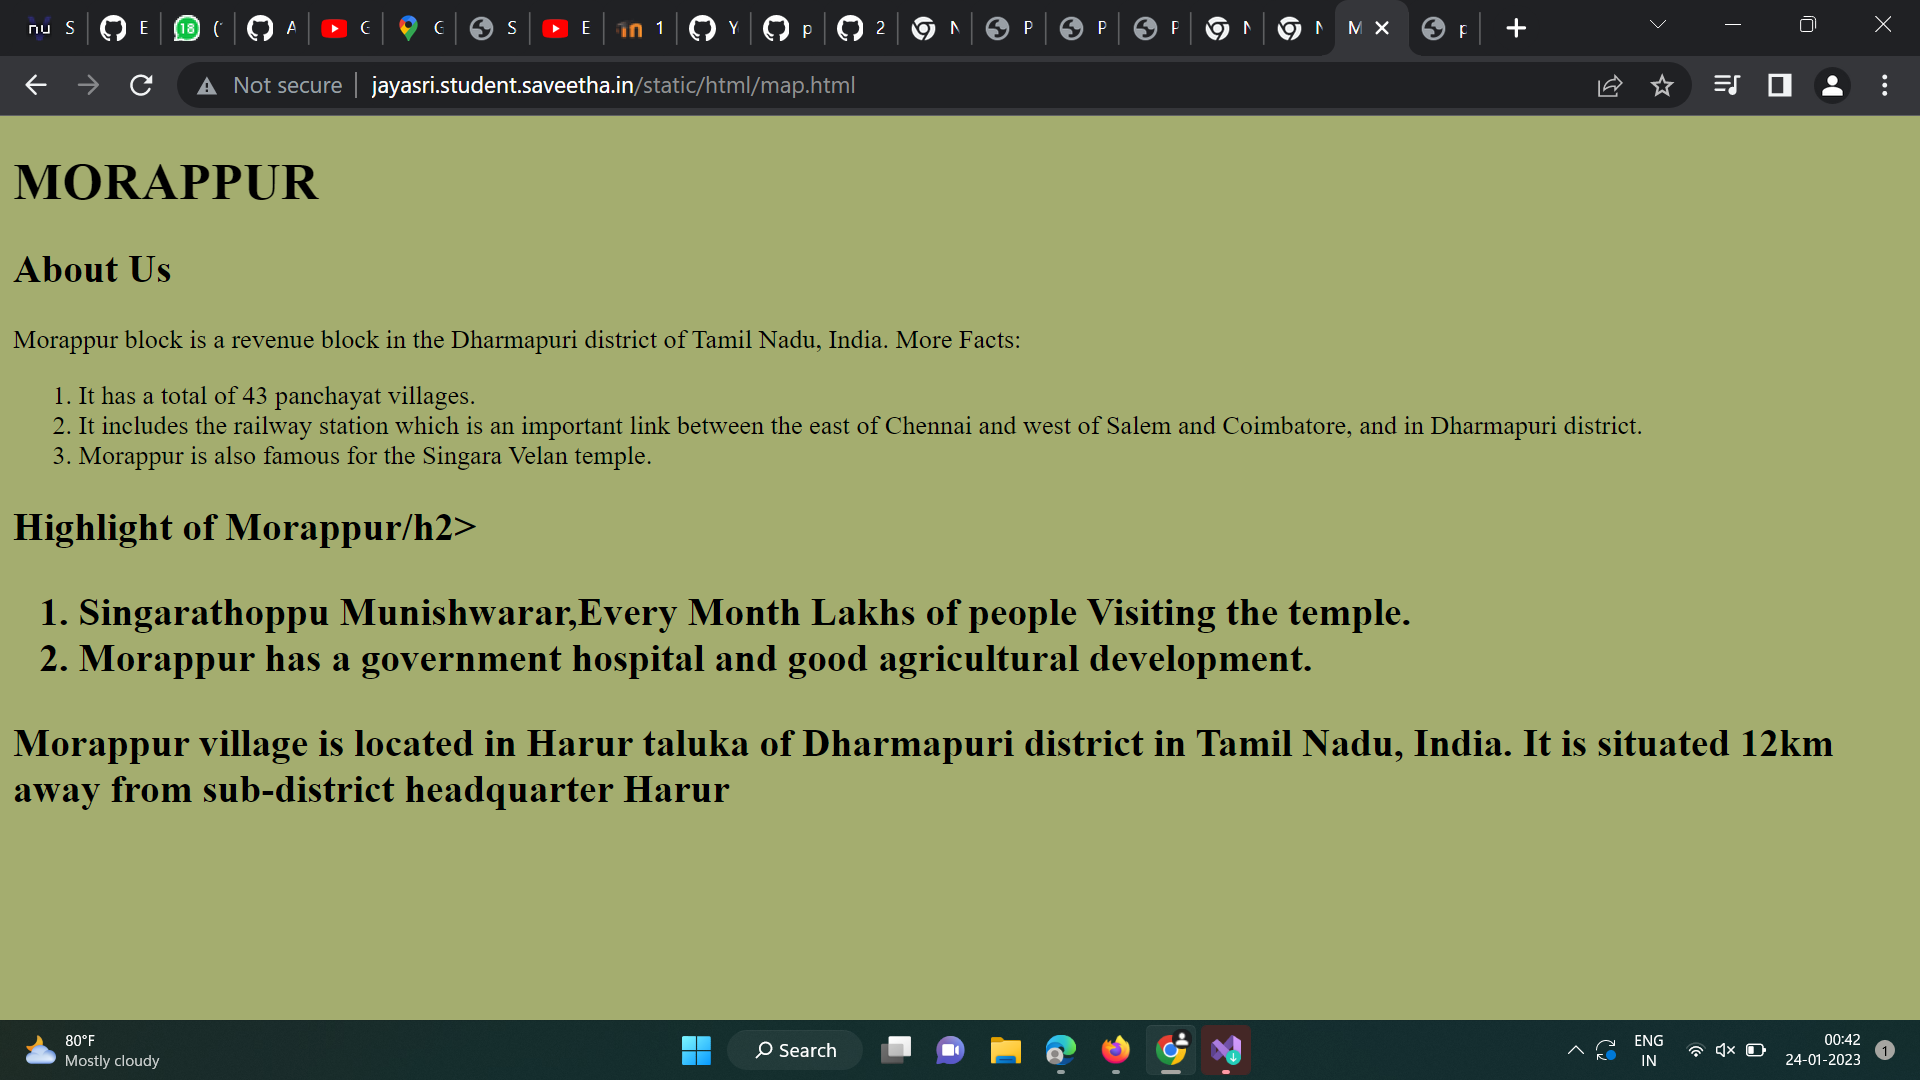 S E 18 ( A G G S E 1 Y p 2 N P P P N N M p
Not secure jayasri.student.saveetha.in/static/html/map.html
MORAPPUR
About Us
Morappur block is a revenue block in the Dharmapuri district of Tamil Nadu, India. More Facts:
1. It has a total of 43 panchayat villages.
2. It includes the railway station which is an important link between the east of Chennai and west of Salem and Coimbatore, and in Dharmapuri district.
3. Morappur is also famous for the Singara Velan temple.
Highlight of Morappur/h2>
1. Singarathoppu Munishwarar,Every Month Lakhs of people Visiting the temple.
2. Morappur has a government hospital and good agricultural development.
Morappur village is located in Harur taluka of Dharmapuri district in Tamil Nadu, India. It is situated 12km
away from sub-district headquarter Harur
80°F
Mostly cloudy
Search
ENG
IN
00:42
24-01-2023
1